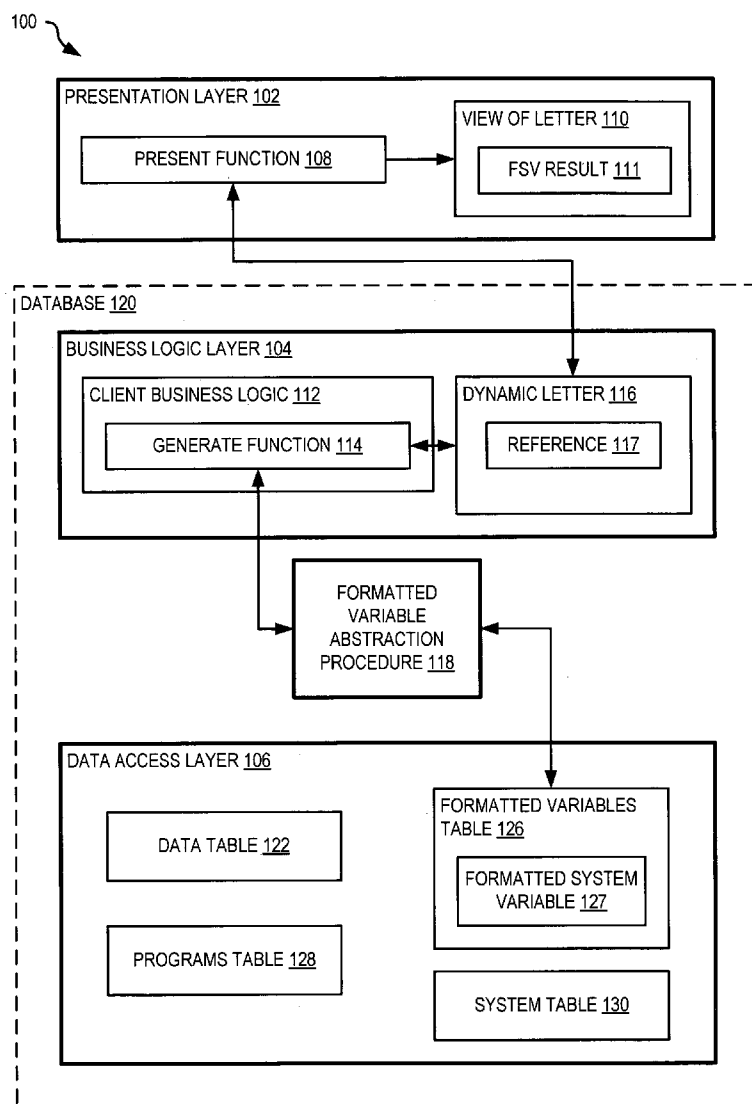 100
PRESENTATION LAYER 102
PRESENT FUNCTION 108
VIEW OF LETTER 110
FSV RESULT 111
DATABASE 120
BUSINESS LOGIC LAYER 104
CLIENT BUSINESS LOGIC 112
GENERATE FUNCTION 114
DYNAMIC LETTER 116
REFERENCE 117
FORMATTED
VARIABLE
ABSTRACTION
PROCEDURE 118
DATA ACCESS LAYER 106
DATA TABLE 122
PROGRAMS TABLE 128
FORMATTED VARIABLES
TABLE 126
FORMATTED SYSTEM
VARIABLE 127
SYSTEM TABLE 130